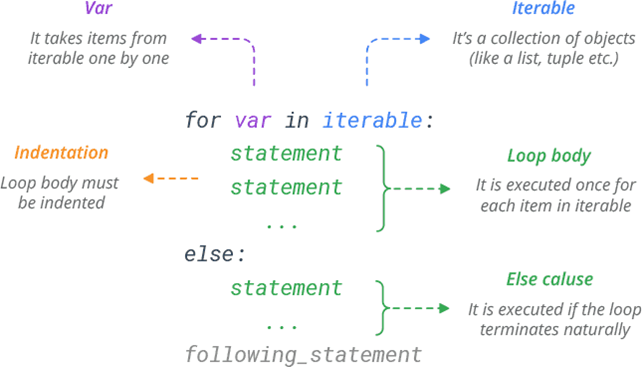 Var
It takes items from
iterable one by one
Iterable
It's a collection of objects
(like a list, tuple etc.)
for var in iterable:
statement
statement
...
else:
statement
...
following_statement
Indentation
Loop body must
be indented
Loop body
It is executed once for
each item in iterable
Else caluse
It is executed if the loop
terminates naturally